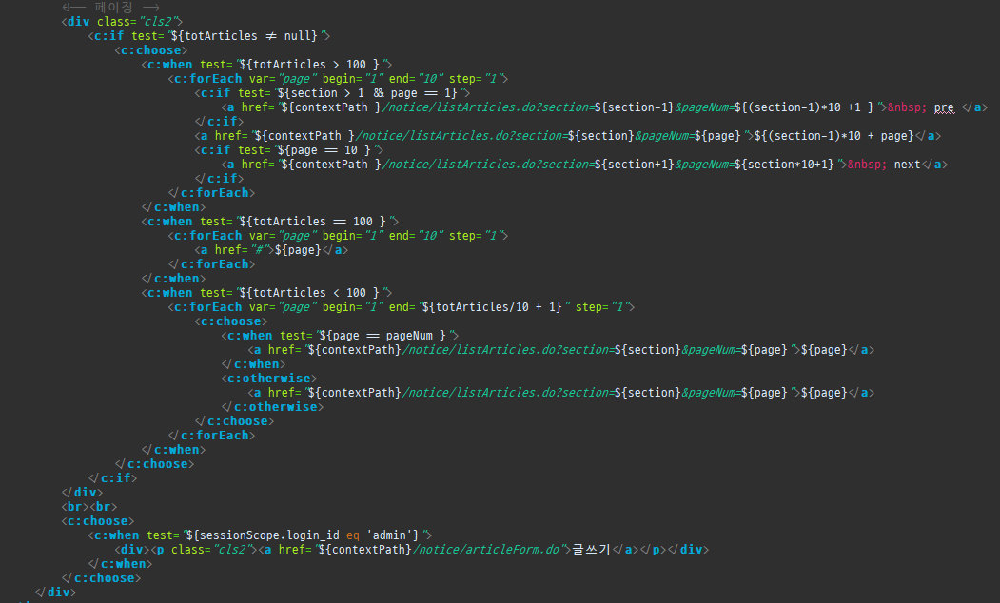 <!-- 페이징 -->
<div class="cls2">
<c:if test="${totArticles != null}">
<c:choose>
<c:when test="${totArticles > 100 }">
<c:forEach var="page" begin="1" end="10" step="1">
<c:if test="${section > 1 && page == 1}">
<a href="${contextPath }/notice/listArticles.do?section=${section-1}&pageNum=${(section-1)*10 +1 }">&nbsp; pre </a>
</c:if>
<a href="${contextPath }/notice/listArticles.do?section=${section}&pageNum=${page}">${(section-1)*10 + page}</a>
<c:if test="${page == 10 }">
<a href="${contextPath }/notice/listArticles.do?section=${section+1}&pageNum=${section*10+1}">&nbsp; next</a>
</c:if>
</c:forEach>
</c:when>
<c:when test="${totArticles == 100 }">
<c:forEach var="page" begin="1" end="10" step="1">
<a href="#">${page}</a>
</c:forEach>
</c:when>
<c:when test="${totArticles < 100 }">
<c:forEach var="page" begin="1" end="${totArticles/10 + 1}" step="1">
<c:choose>
<c:when test="${page == pageNum }">
<a href="${contextPath}/notice/listArticles.do?section=${section}&pageNum=${page}">${page}</a>
</c:when>
<c:otherwise>
<a href="${contextPath}/notice/listArticles.do?section=${section}&pageNum=${page}">${page}</a>
</c:otherwise>
</c:choose>
</c:forEach>
</c:when>
</c:choose>
</c:if>
</div>
<br><br>
<c:choose>
<c:when test="${sessionScope.login_id eq 'admin'}">
<div><p class="cls2"><a href="${contextPath}/notice/articleForm.do">글쓰기</a></p></div>
</c:when>
</c:choose>
</div>